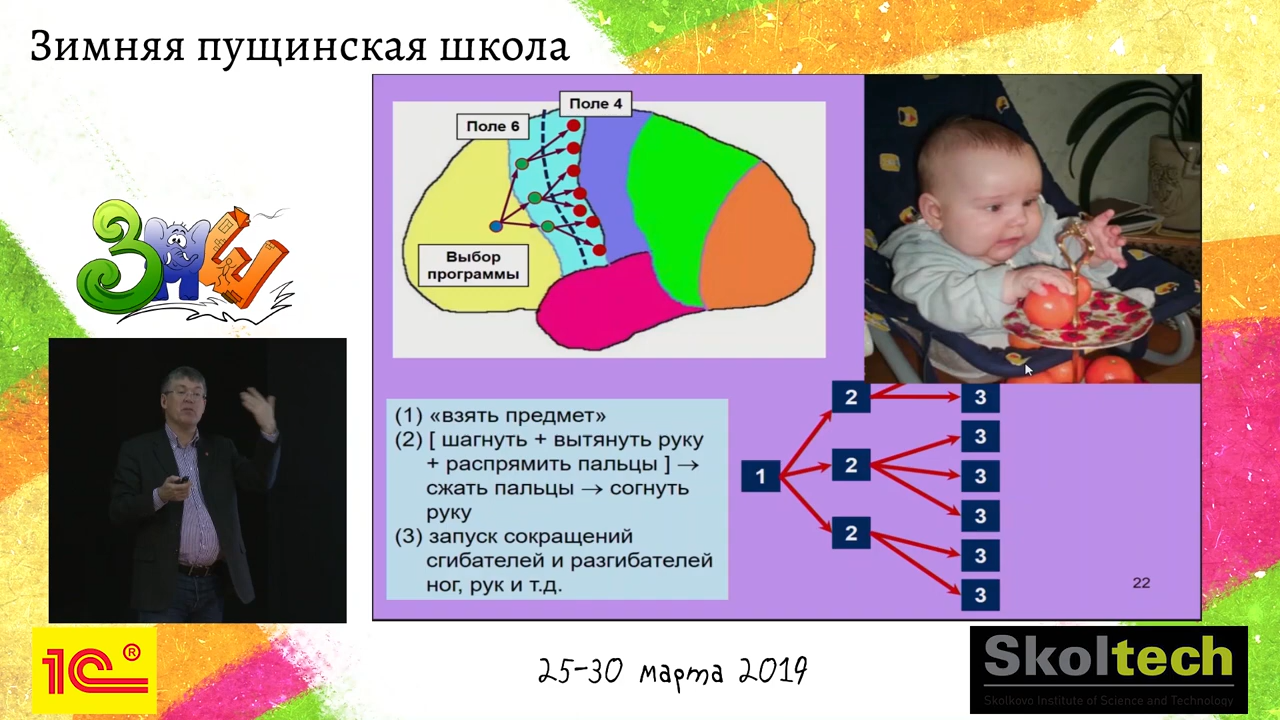 Зимняя пущинская школа
Поле 4
Поле 6
Выбор
программы
(1) «взять предмет»
(2) [ шагнуть + вытянуть руку
+ распрямить пальцы ] →
сжать пальцы → согнуть
руку
(3) запуск сокращений
сгибателей и разгибателей
ног, рук и т.д.
2
3
3
1
2
3
3
3
2
3
3
22
ЗПШ
1С®
25-30 марта 2019
Skoltech
Skolkovo Institute of Science and Technology